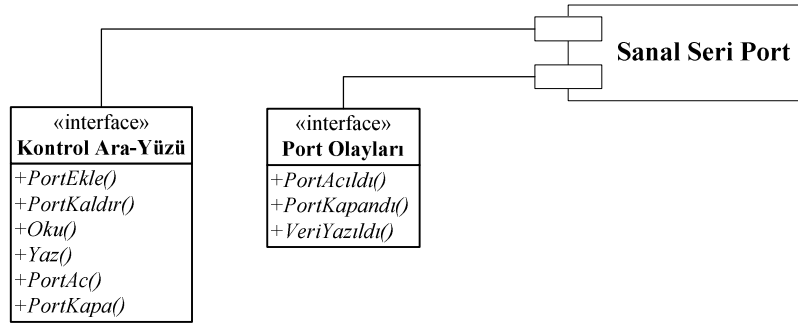 Sanal Seri Port
«interface»
Kontrol Ara-Yüzü
+PortEkle()
+PortKaldır()
+Oku()
+Yaz()
+PortAc()
+PortKapa()
«interface»
Port Olayları
+PortAcıldı()
+PortKapandı()
+VeriYazıldı()